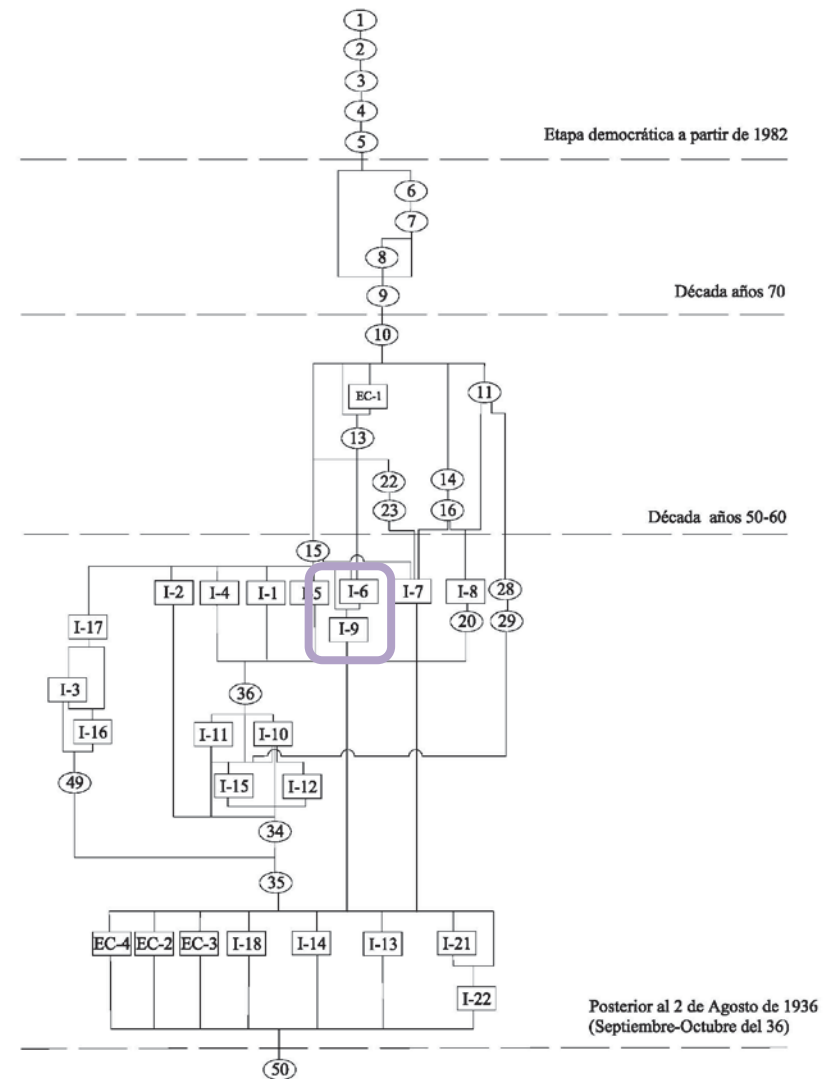 1
2
3
4
5
Etapa democrática a partir de 1982
6
7
8
9
Década años 70
10
EC-1
11
13
22
14
23
16
Década años 50-60
15
I-2
I-4
I-1
I-5
I-6
I-7
I-8
28
I-17
I-9
20
29
I-3
36
I-16
I-11
I-10
49
I-15
I-12
34
35
EC-4
EC-2
EC-3
I-18
I-14
I-13
I-21
I-22
Posterior al 2 de Agosto de 1936
(Septiembre-Octubre del 36)
50